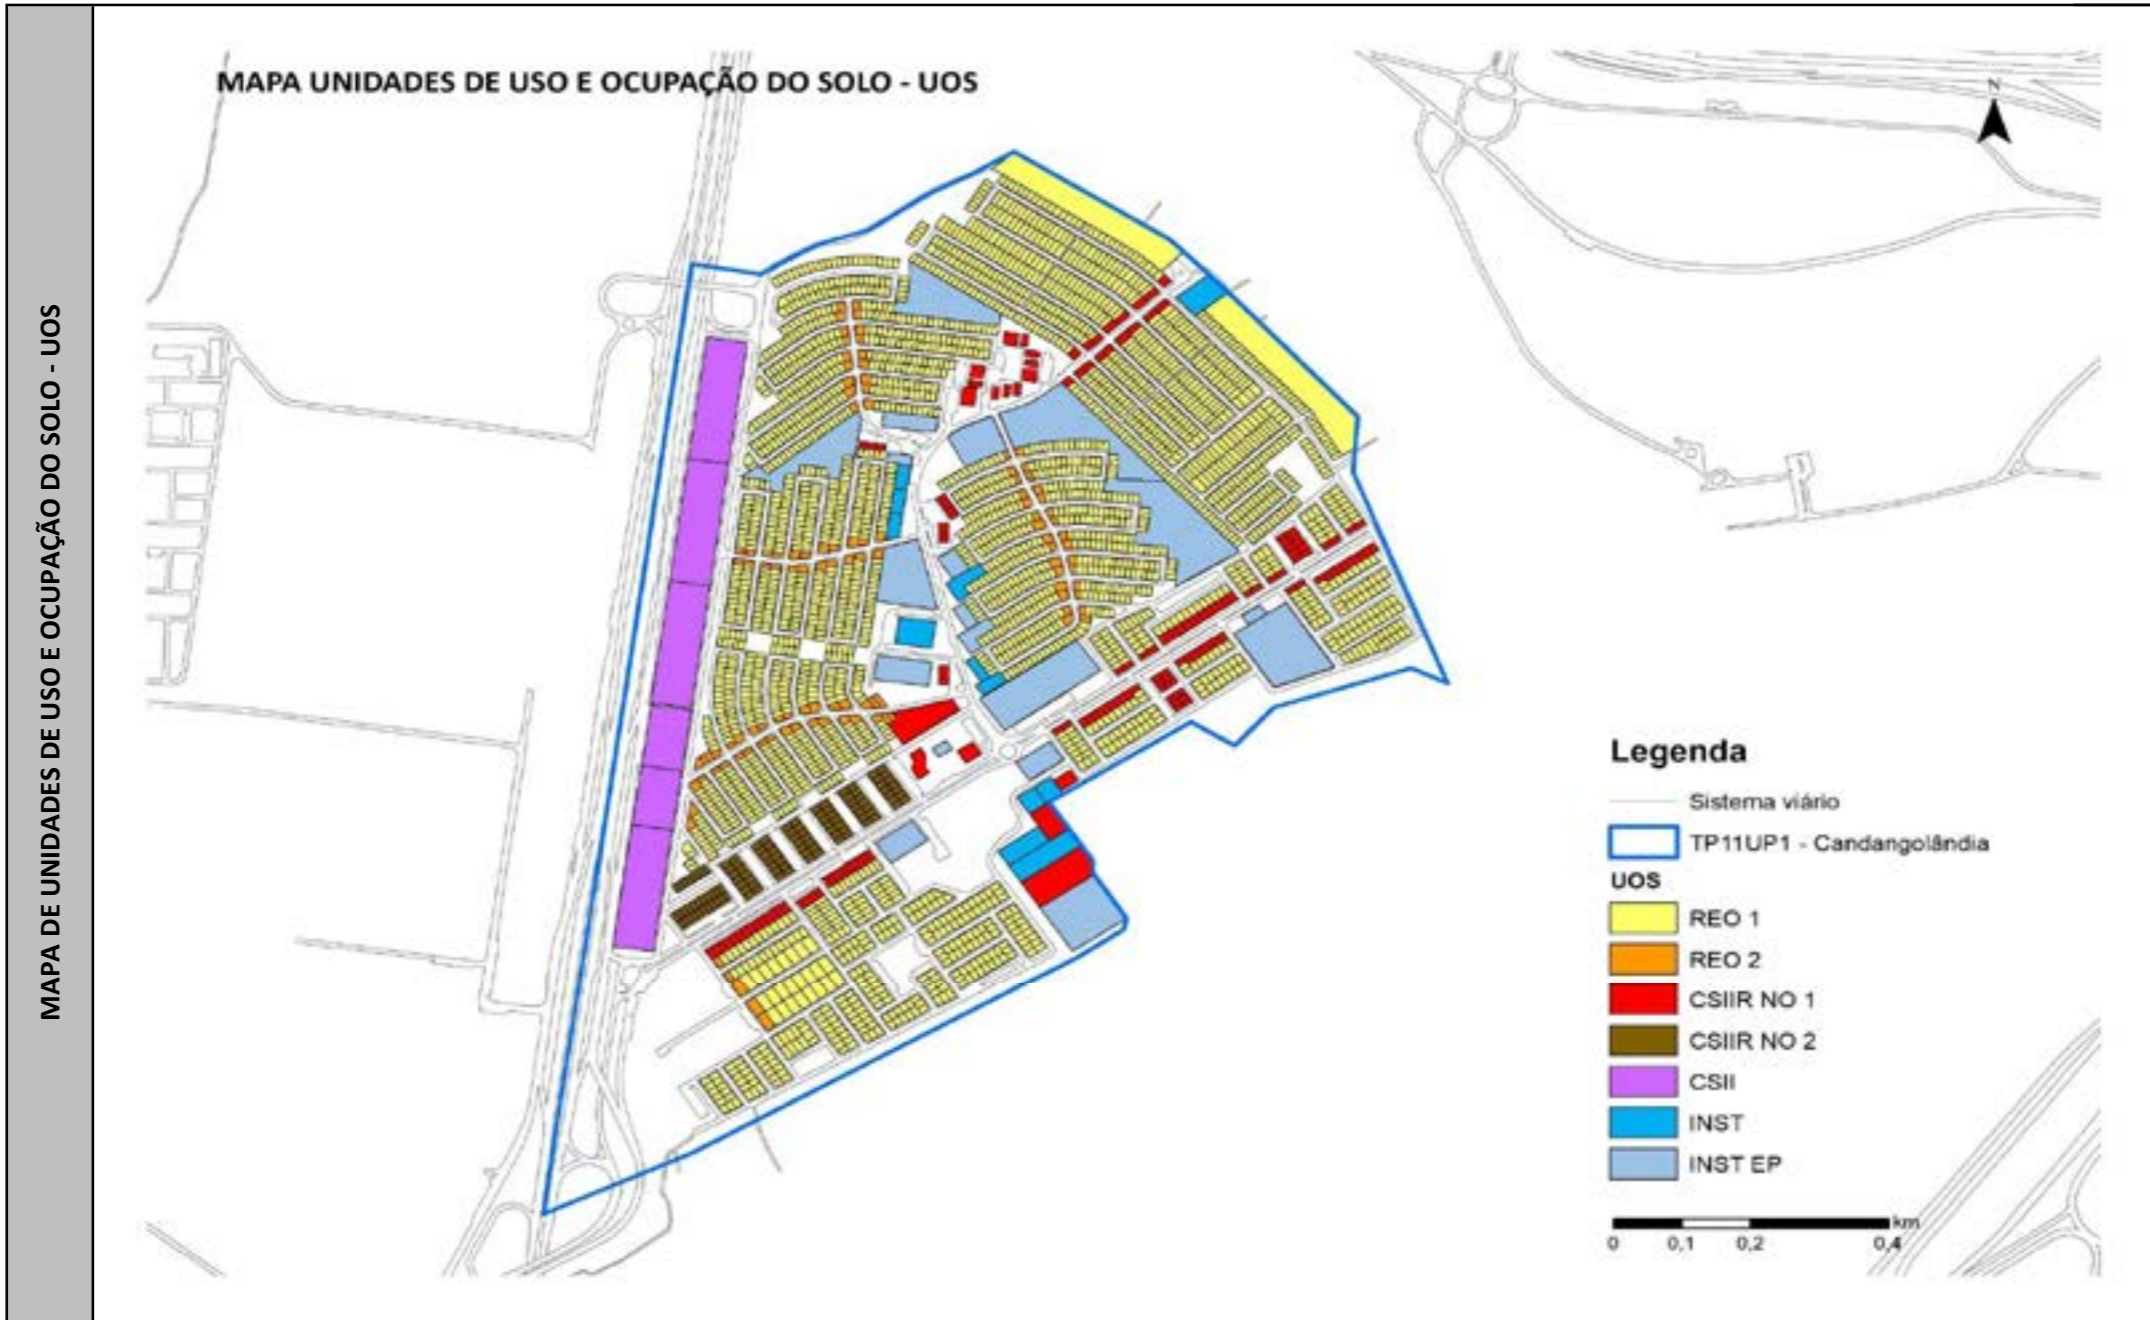 MAPA DE UNIDADES DE USO E OCUPAÇÃO DO SOLO - UOS
MAPA UNIDADES DE USO E OCUPAÇÃO DO SOLO - UOS
N
Legenda
Sistema viário
TP11UP1 - Candangolândia
UOS
REO 1
REO 2
CSIIR NO 1
CSIIR NO 2
CSII
INST
INST EP
km
0 0,1 0,2 0,4